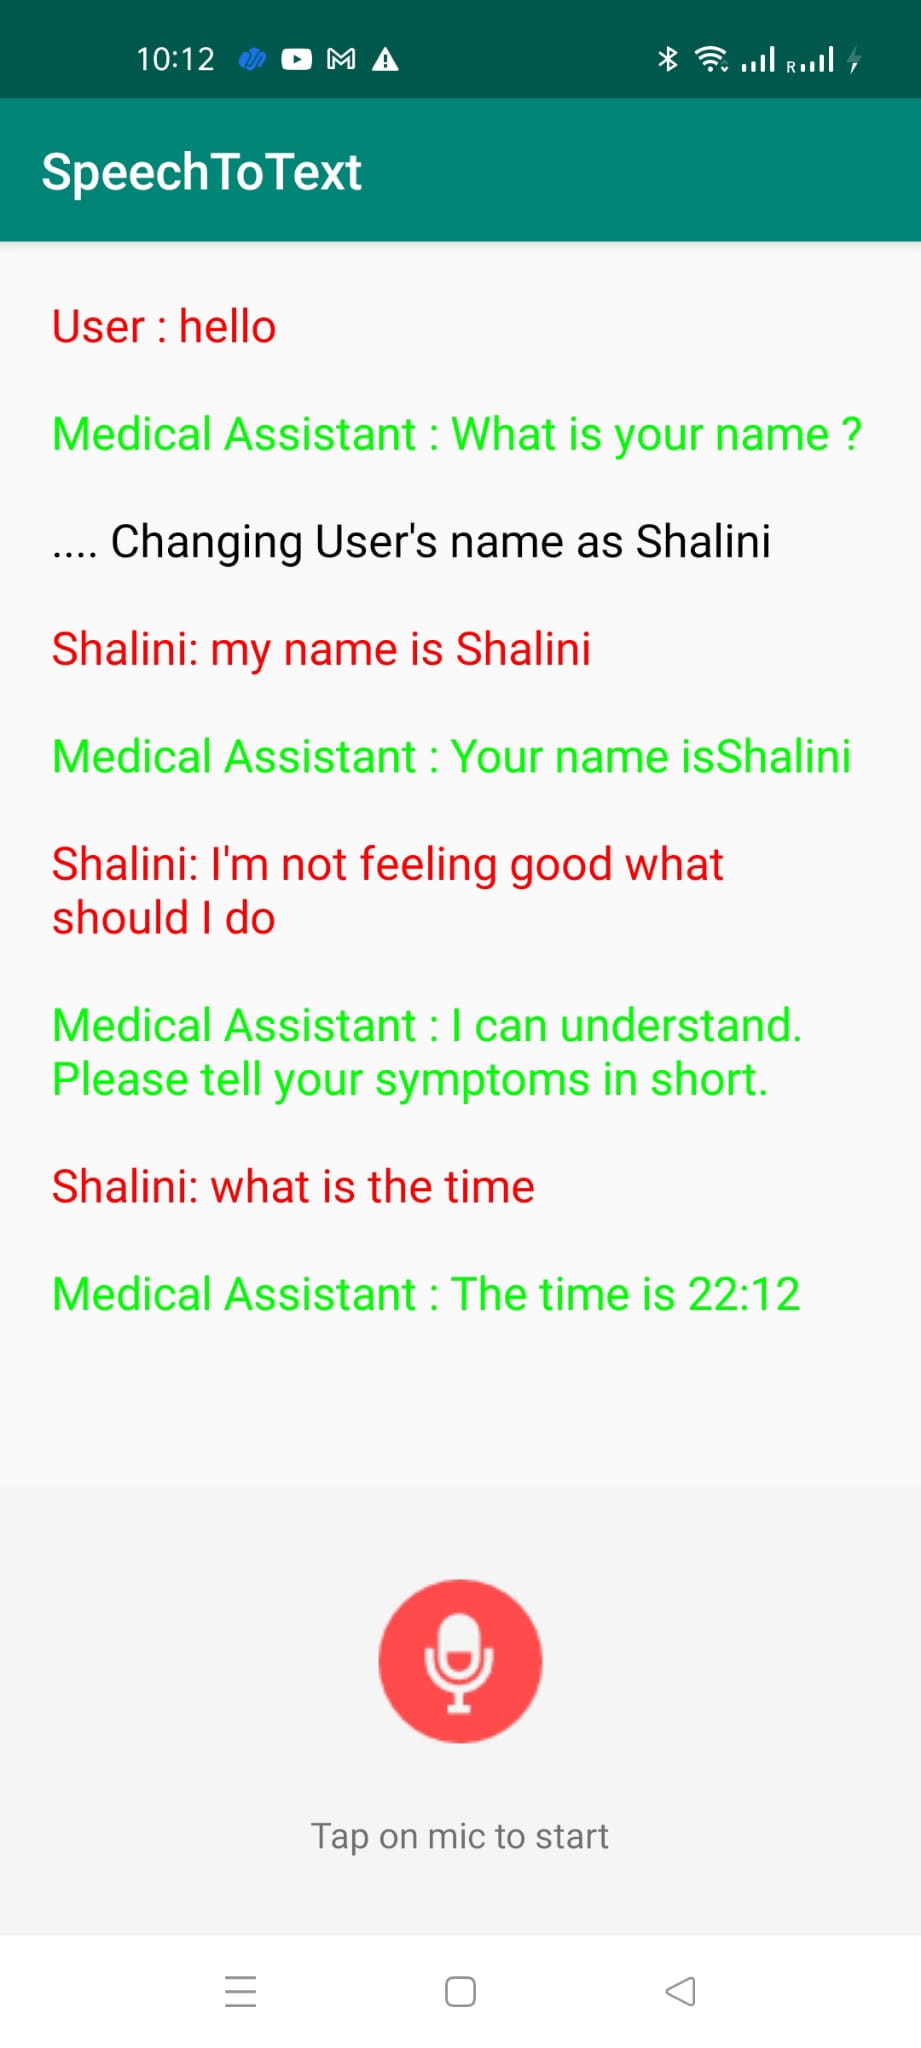 10:12
R
SpeechToText
User : hello
Medical Assistant : What is your name ?
.... Changing User's name as Shalini
Shalini: my name is Shalini
Medical Assistant : Your name isShalini
Shalini: I'm not feeling good what
should I do
Medical Assistant : I can understand.
Please tell your symptoms in short.
Shalini: what is the time
Medical Assistant : The time is 22:12
Tap on mic to start